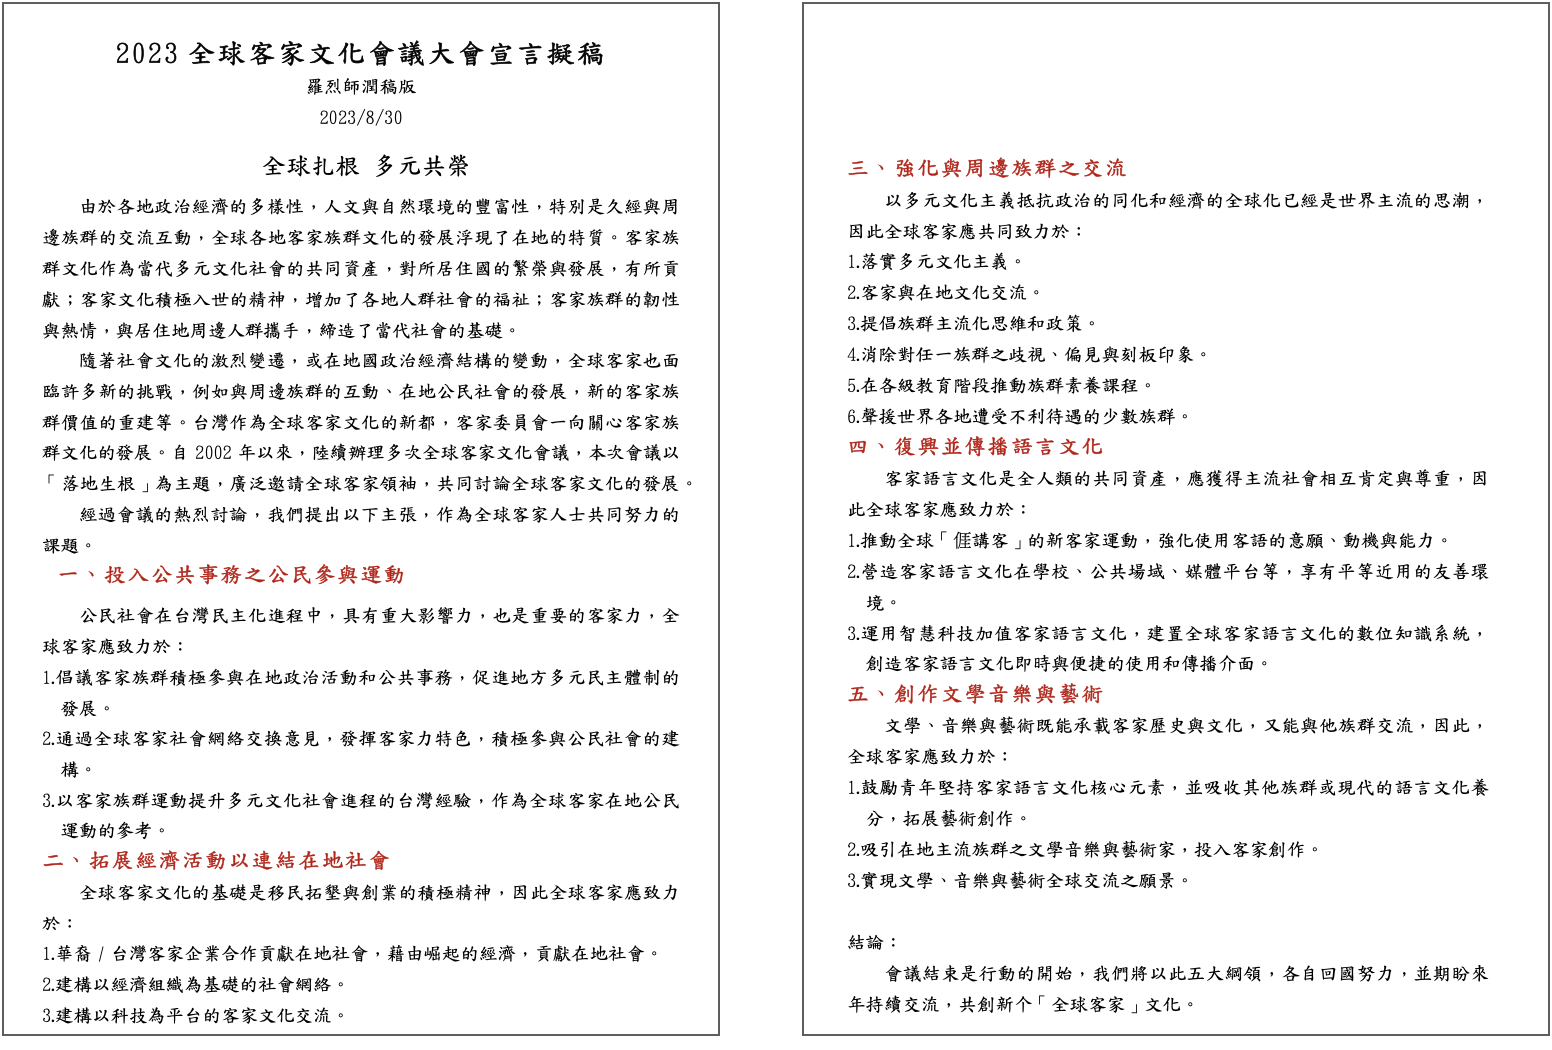 2023 全球客家文化會議大會宣言擬稿
羅烈師潤稿版
2023/8/30
全球扎根 多元共榮
由於各地政治經濟的多樣性，人文與自然環境的豐富性，特別是久經與周
邊族群的交流互動，全球各地客家族群文化的發展浮現了在地的特質。客家族
群文化作為當代多元文化社會的共同資產，對所居住國的繁榮與發展，有所貢
獻；客家文化積極入世的精神，增加了各地人群社會的福祉；客家族群的韌性
與熱情，與居住地周邊人群攜手，締造了當代社會的基礎。
隨著社會文化的激烈變遷，或在地國政治經濟結構的變動，全球客家也面
臨許多新的挑戰，例如與周邊族群的互動、在地公民社會的發展，新的客家族
群價值的重建等。台灣作為全球客家文化的新都，客家委員會一向關心客家族
群文化的發展。自 2002 年以來，陸續辦理多次全球客家文化會議，本次會議以
「落地生根」為主題，廣泛邀請全球客家領袖，共同討論全球客家文化的發展。
經過會議的熱烈討論，我們提出以下主張，作為全球客家人士共同努力的
課題。
一、投入公共事務之公民參與運動
公民社會在台灣民主化進程中，具有重大影響力，也是重要的客家力，全
球客家應致力於：
1.倡議客家族群積極參與在地政治活動和公共事務，促進地方多元民主體制的
發展。
2.通過全球客家社會網絡交換意見，發揮客家力特色，積極參與公民社會的建
構。
3.以客家族群運動提升多元文化社會進程的台灣經驗，作為全球客家在地公民
運動的參考。
二、拓展經濟活動以連結在地社會
全球客家文化的基礎是移民拓墾與創業的積極精神，因此全球客家應致力
於：
1.華裔 / 台灣客家企業合作貢獻在地社會，藉由崛起的經濟，貢獻在地社會。
2.建構以經濟組織為基礎的社會網絡。
3.建構以科技為平台的客家文化交流。
三、強化與周邊族群之交流
以多元文化主義抵抗政治的同化和經濟的全球化已經是世界主流的思潮，
因此全球客家應共同致力於：
1.落實多元文化主義。
2.客家與在地文化交流。
3.提倡族群主流化思維和政策。
4.消除對任一族群之歧視、偏見與刻板印象。
5.在各級教育階段推動族群素養課程。
6.聲援世界各地遭受不利待遇的少數族群。
四、復興並傳播語言文化
客家語言文化是全人類的共同資產，應獲得主流社會相互肯定與尊重，因
此全球客家應致力於：
1.推動全球「𠊎講客」的新客家運動，強化使用客語的意願、動機與能力。
2.營造客家語言文化在學校、公共場域、媒體平台等，享有平等近用的友善環
境。
3.運用智慧科技加值客家語言文化，建置全球客家語言文化的數位知識系統，
創造客家語言文化即時與便捷的使用和傳播介面。
五、創作文學音樂與藝術
文學、音樂與藝術既能承載客家歷史與文化，又能與他族群交流，因此，
全球客家應致力於：
1.鼓勵青年堅持客家語言文化核心元素，並吸收其他族群或現代的語言文化養
分，拓展藝術創作。
2.吸引在地主流族群之文學音樂與藝術家，投入客家創作。
3.實現文學、音樂與藝術全球交流之願景。
結論：
會議結束是行動的開始，我們將以此五大綱領，各自回國努力，並期盼來
年持續交流，共創新个「全球客家」文化。